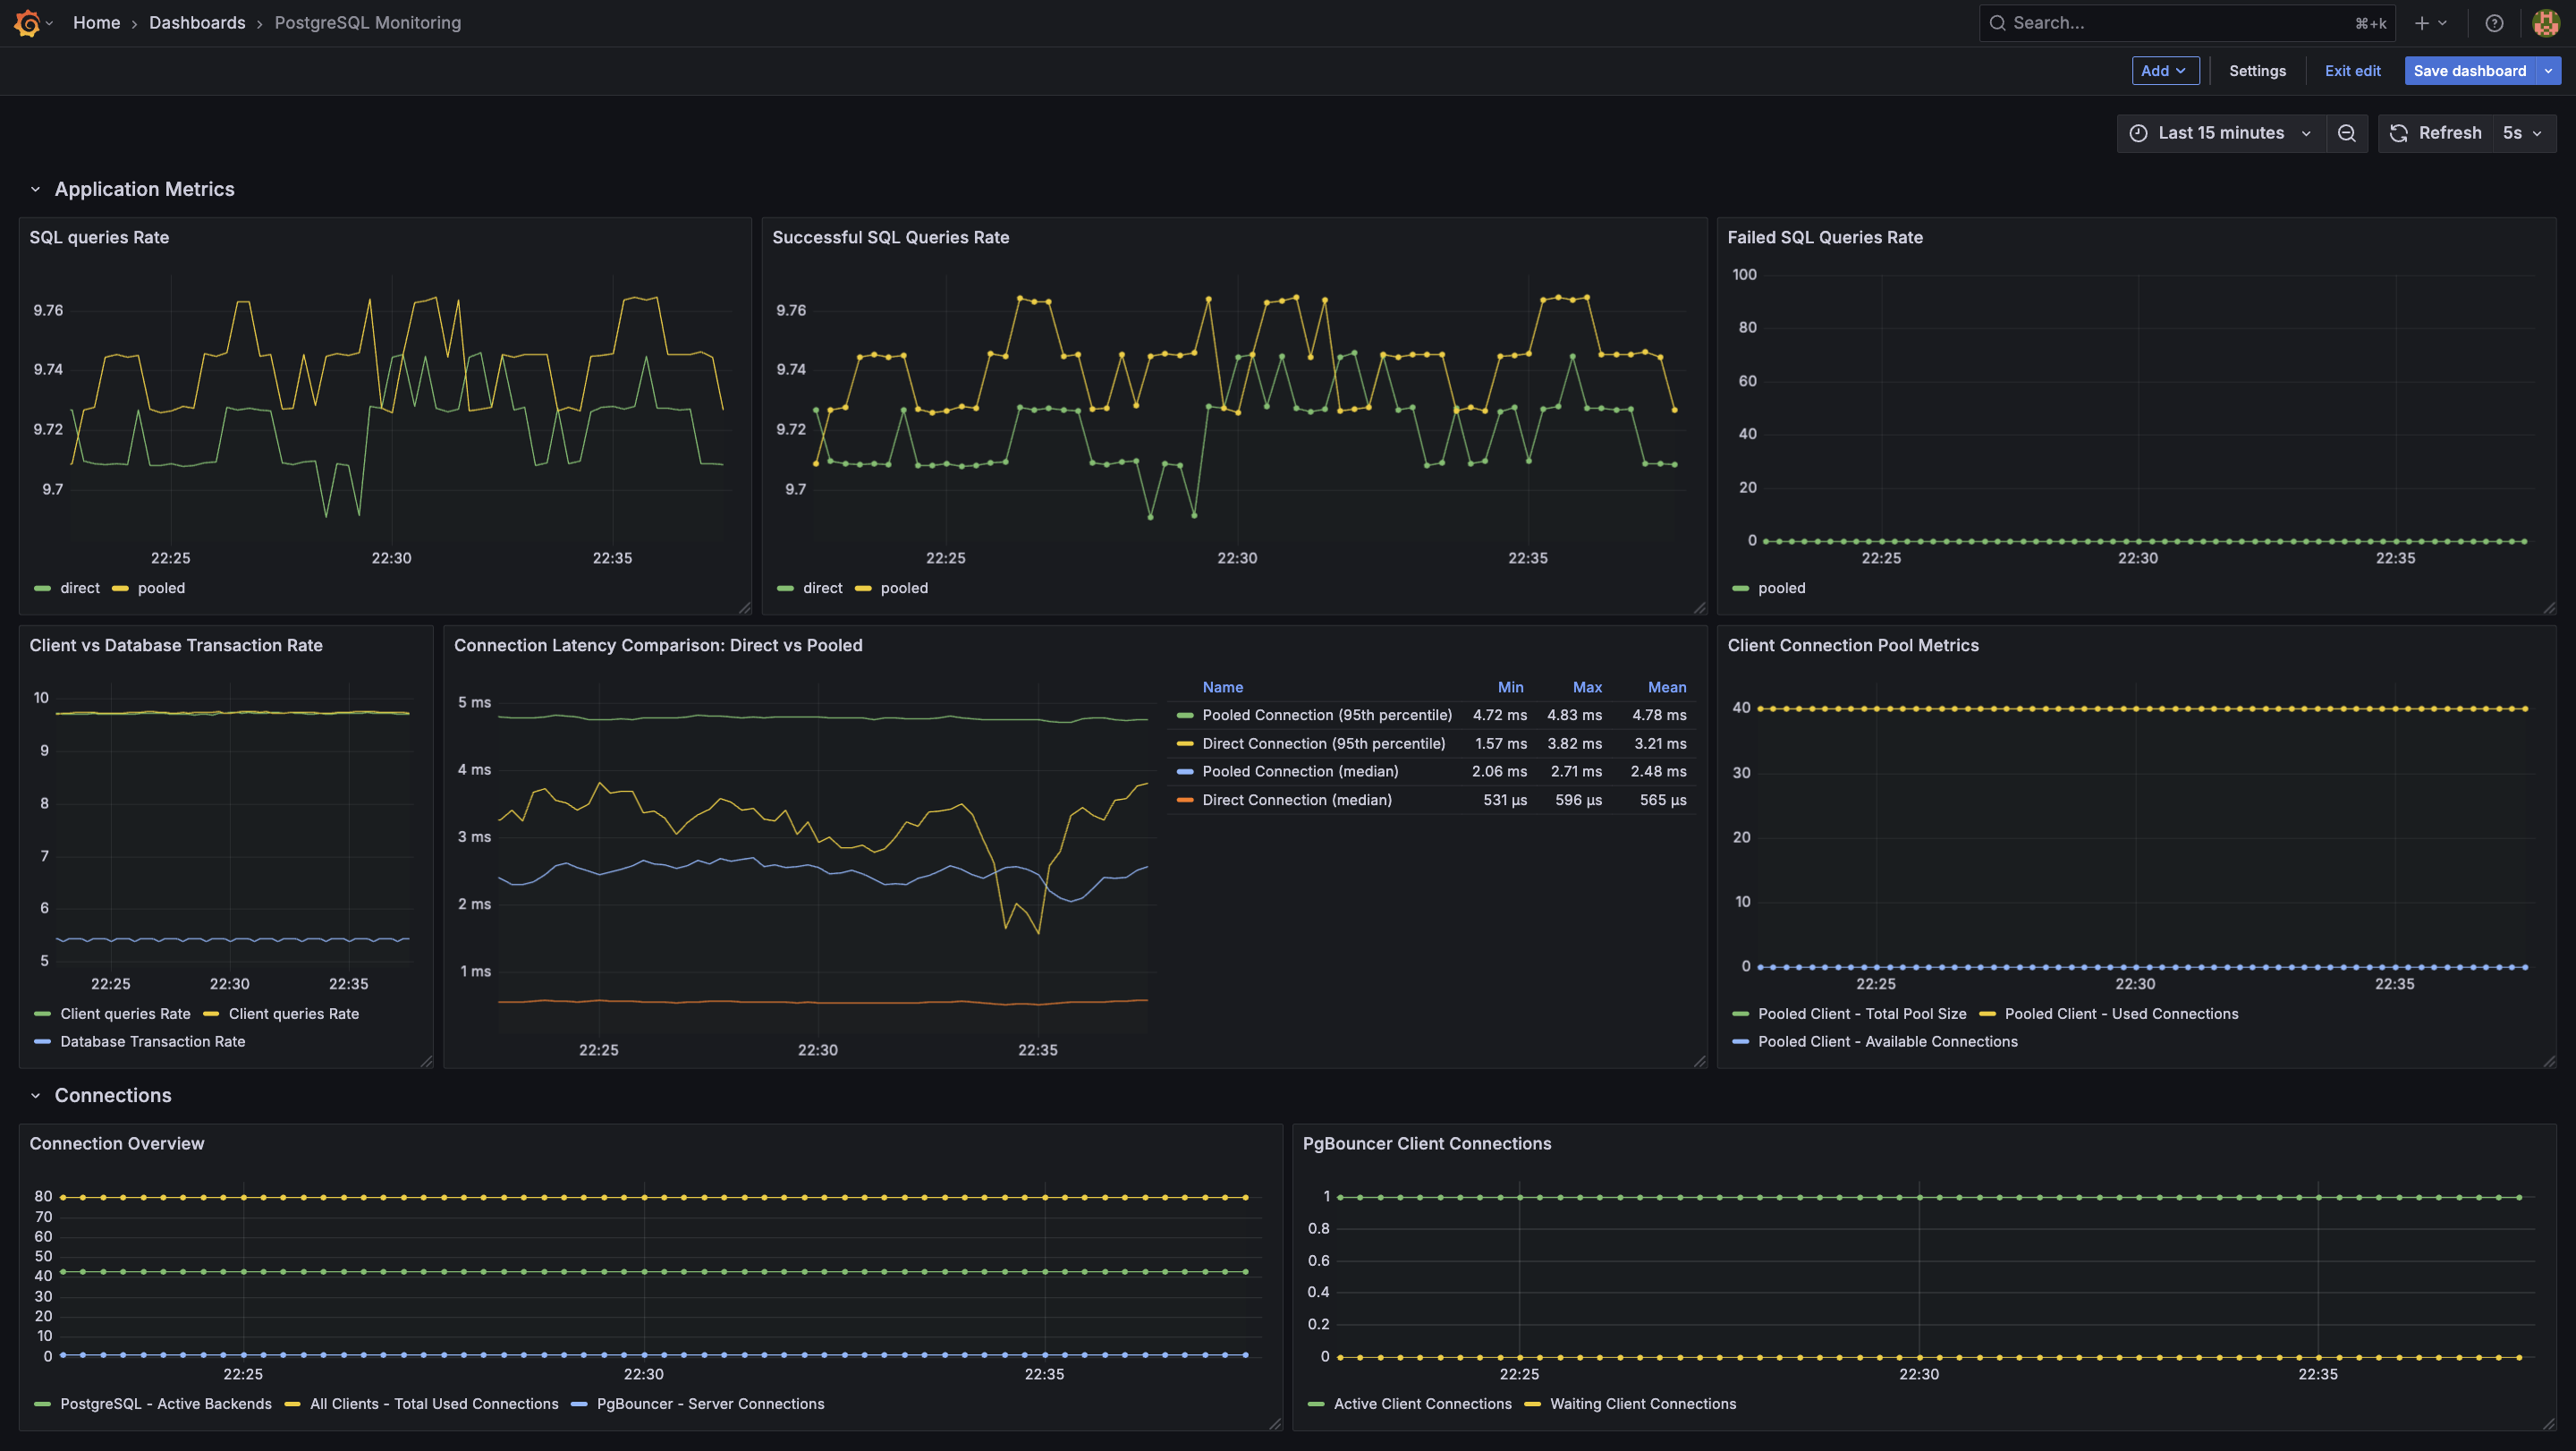 Home › Dashboards › PostgreSQL Monitoring
Search... ⌘+k
Add Settings Exit edit Save dashboard
Last 15 minutes Refresh 5s
Application Metrics
SQL queries Rate
9.76
9.74
9.72
9.7
22:25 22:30 22:35
direct pooled
Successful SQL Queries Rate
9.76
9.74
9.72
9.7
22:25 22:30 22:35
direct pooled
Failed SQL Queries Rate
100
80
60
40
20
0
22:25 22:30 22:35
pooled
Client vs Database Transaction Rate
10
9
8
7
6
5
22:25 22:30 22:35
Client queries Rate Client queries Rate
Database Transaction Rate
Connection Latency Comparison: Direct vs Pooled
5 ms
4 ms
3 ms
2 ms
1 ms
22:25 22:30 22:35
Name Min Max Mean
Pooled Connection (95th percentile) 4.72 ms 4.83 ms 4.78 ms
Direct Connection (95th percentile) 1.57 ms 3.82 ms 3.21 ms
Pooled Connection (median) 2.06 ms 2.71 ms 2.48 ms
Direct Connection (median) 531 µs 596 µs 565 µs
Client Connection Pool Metrics
40
30
20
10
0
22:25 22:30 22:35
Pooled Client - Total Pool Size Pooled Client - Used Connections
Pooled Client - Available Connections
Connections
Connection Overview
80
70
60
50
40
30
20
10
0
22:25 22:30 22:35
PostgreSQL - Active Backends All Clients - Total Used Connections PgBouncer - Server Connections
PgBouncer Client Connections
1
0.8
0.6
0.4
0.2
0
22:25 22:30 22:35
Active Client Connections Waiting Client Connections